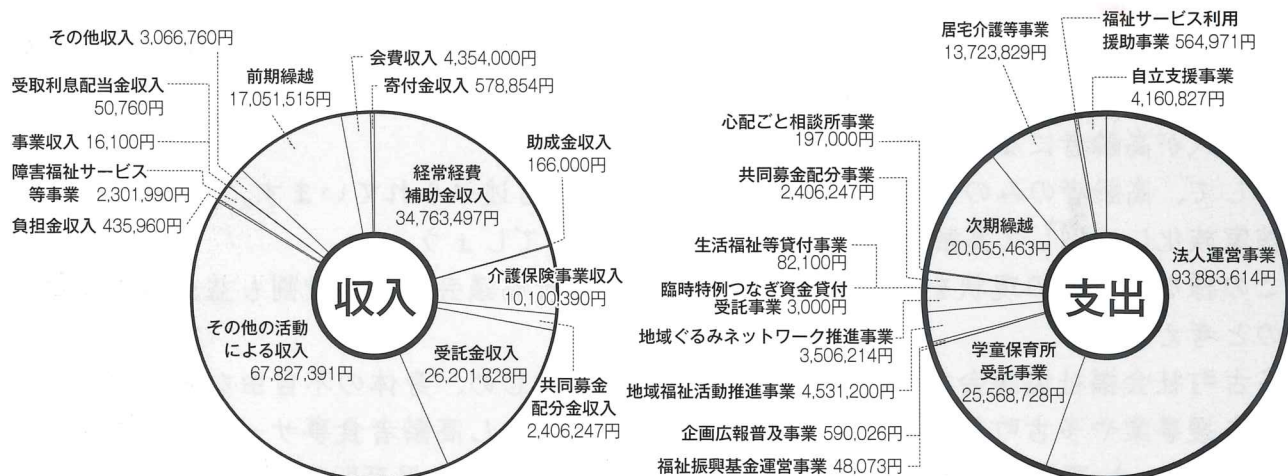 その他収入 3,066,760円
受取利息配当金収入
50,760円
事業収入 16,100円
障害福祉サービス
等事業 2,301,990円
負担金収入 435,960円
前期繰越
17,051,515円
会費収入 4,354,000円
寄付金収入 578,854円
助成金収入
166,000円
経常経費
補助金収入
34,763,497円
介護保険事業収入
10,100,390円
収入
その他の活動
による収入
67,827,391円
受託金収入
26,201,828円
共同募金
配分金収入
2,406,247円
居宅介護等事業
13,723,829円
福祉サービス利用
援助事業 564,971円
自立支援事業
4,160,827円
心配ごと相談所事業
197,000円
共同募金配分事業
2,406,247円
生活福祉等貸付事業
82,100円
臨時特例つなぎ資金貸付
受託事業 3,000円
地域ぐるみネットワーク推進事業
3,506,214円
地域福祉活動推進事業 4,531,200円
企画広報普及事業 590,026円
福祉振興基金運営事業 48,073円
次期繰越
20,055,463円
法人運営事業
93,883,614円
支出
学童保育所
受託事業
25,568,728円